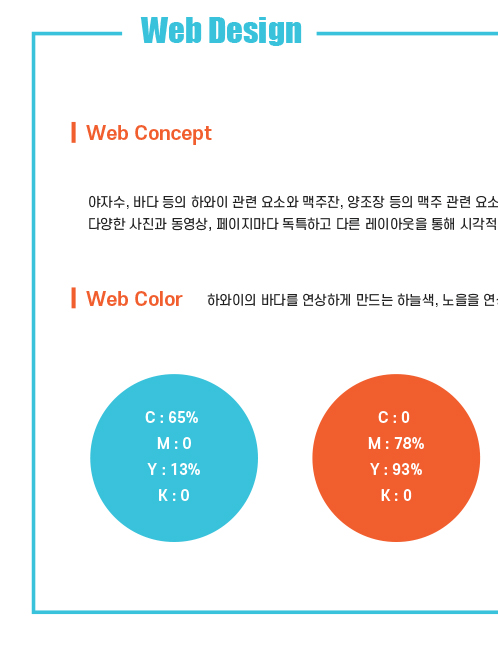 Web Design
Web Concept
야자수, 바다 등의 하와이 관련 요소와 맥주잔, 양조장 등의 맥주 관련 요소
다양한 사진과 동영상, 페이지마다 독특하고 다른 레이아웃을 통해 시각적
Web Color
하와이의 바다를 연상하게 만드는 하늘색, 노을을
C : 65%
M : 0
Y : 13%
K : 0
C : 0
M : 78%
Y : 93%
K : 0